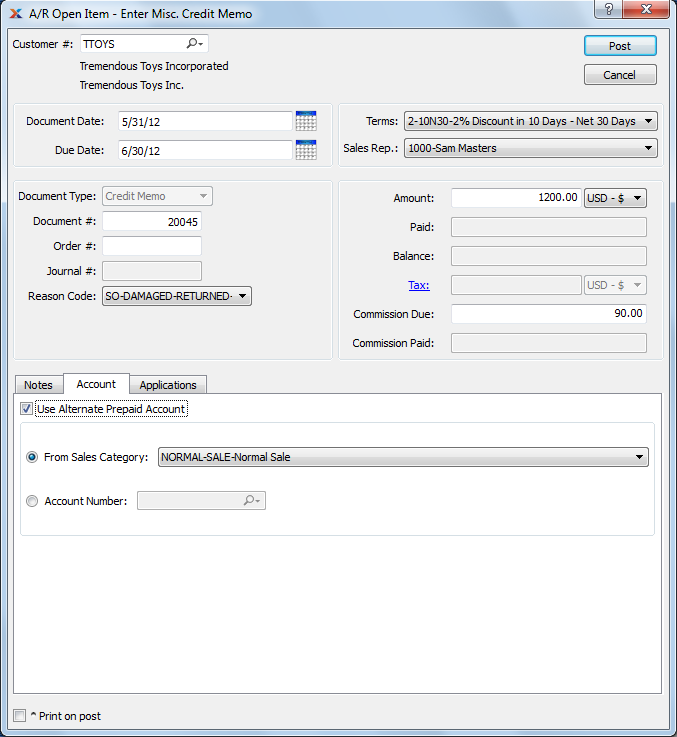 A/R Open Item - Enter Misc. Credit Memo
?
Customer #: TTOYS
Post
Tremendous Toys Incorporated
Cancel
Tremendous Toys Inc.
Document Date: 5/31/12
Due Date: 6/30/12
Terms: 2-10N30-2% Discount in 10 Days - Net 30 Days
Sales Rep.: 1000-Sam Masters
Document Type: Credit Memo
Document #: 20045
Order #:
Journal #:
Reason Code: SO-DAMAGED-RETURNED-
Amount: 1200.00 USD - $
Paid:
Balance:
Tax: USD - $
Commission Due: 90.00
Commission Paid:
Notes Account Applications
Use Alternate Prepaid Account
From Sales Category: NORMAL-SALE-Normal Sale
Account Number:
^ Print on post